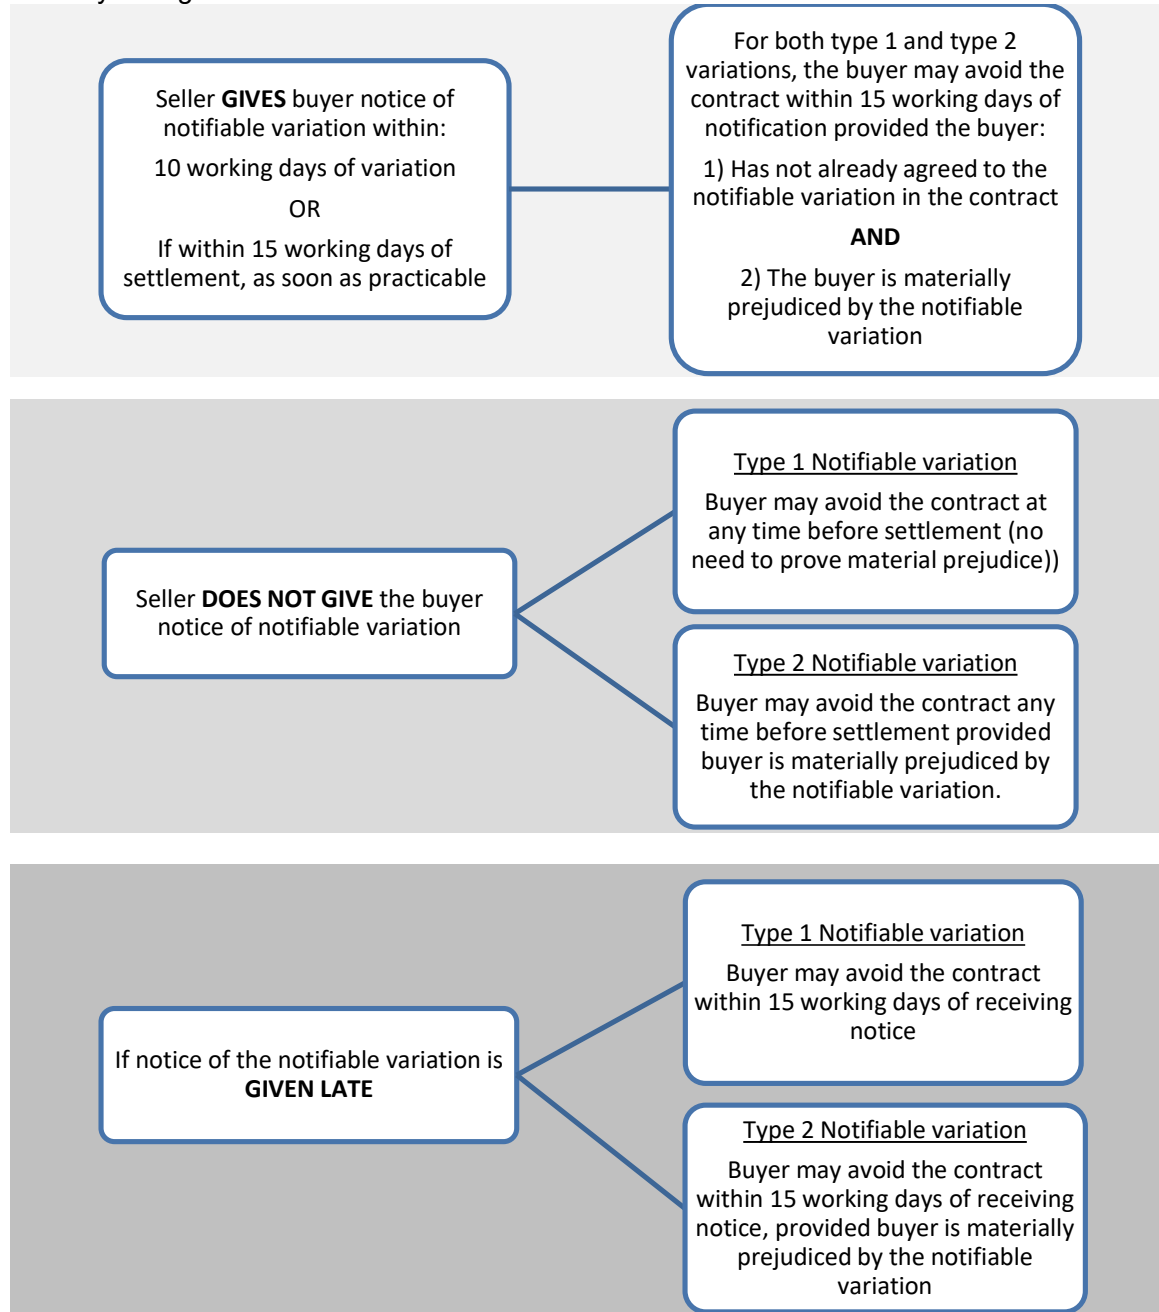 Seller GIVES buyer notice of
notifiable variation within:
10 working days of variation
OR
If within 15 working days of
settlement, as soon as practicable
For both type 1 and type 2
variations, the buyer may avoid the
contract within 15 working days of
notification provided the buyer:
1) Has not already agreed to the
notifiable variation in the contract
AND
2) The buyer is materially
prejudiced by the notifiable
variation
Seller DOES NOT GIVE the buyer
notice of notifiable variation
Type 1 Notifiable variation
Buyer may avoid the contract at
any time before settlement (no
need to prove material prejudice))
Type 2 Notifiable variation
Buyer may avoid the contract any
time before settlement provided
buyer is materially prejudiced by
the notifiable variation.
If notice of the notifiable variation is
GIVEN LATE
Type 1 Notifiable variation
Buyer may avoid the contract
within 15 working days of receiving
notice
Type 2 Notifiable variation
Buyer may avoid the contract
within 15 working days of receiving
notice, provided buyer is materially
prejudiced by the notifiable
variation